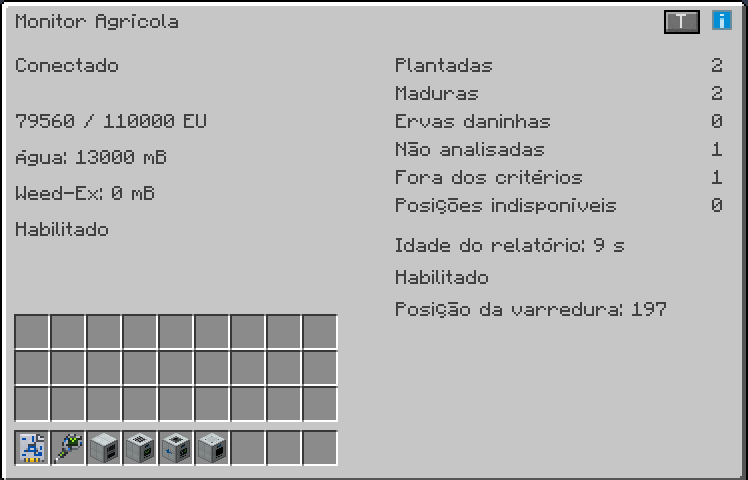 Monitor Agrícola
T
i
Conectado
79560 / 110000 EU
Água: 13000 mB
Weed-Ex: 0 mB
Habilitado
Plantadas 2
Maduras 2
Ervas daninhas 0
Não analisadas 1
Fora dos critérios 1
Posições indisponíveis 0
Idade do relatório: 9 s
Habilitado
Posição da varredura: 197